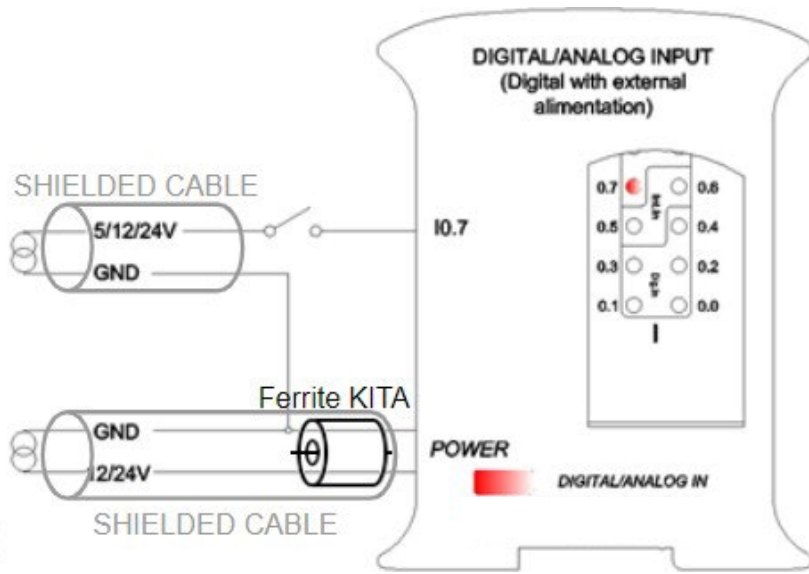 DIGITAL/ANALOG INPUT
(Digital with external
alimentation)
SHIELDED CABLE
5/12/24V
GND
I0.7
0.7
0.6
0.5
0.4
0.3
0.2
0.1
0.0
Dig.In
I
Ferrite KITA
GND
12/24V
POWER
DIGITAL/ANALOG IN
SHIELDED CABLE